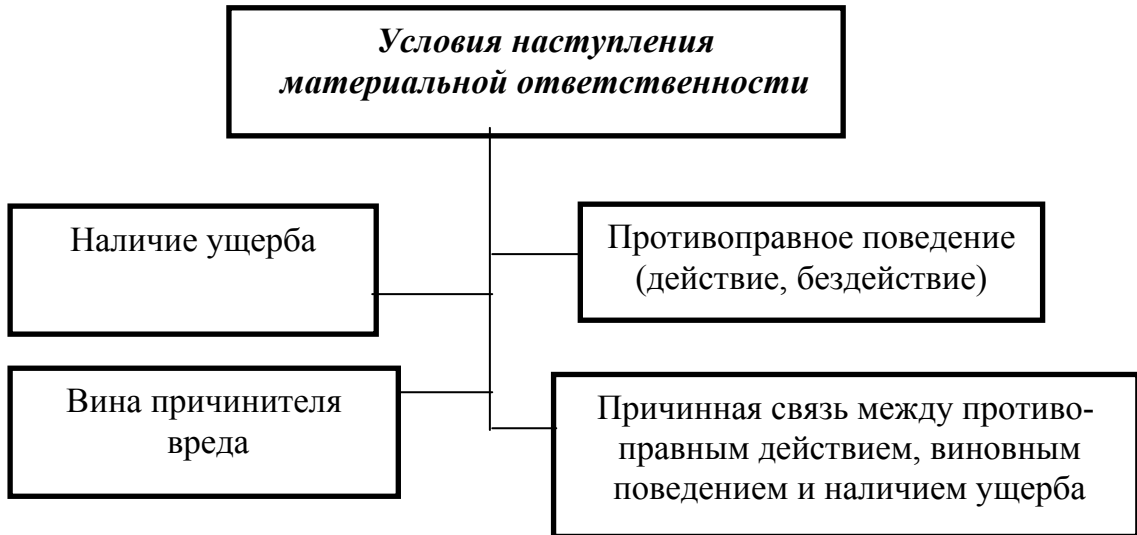 Условия наступления
материальной ответственности
Наличие ущерба
Противоправное поведение
(действие, бездействие)
Вина причинителя
вреда
Причинная связь между противо-
правным действием, виновным
поведением и наличием ущерба